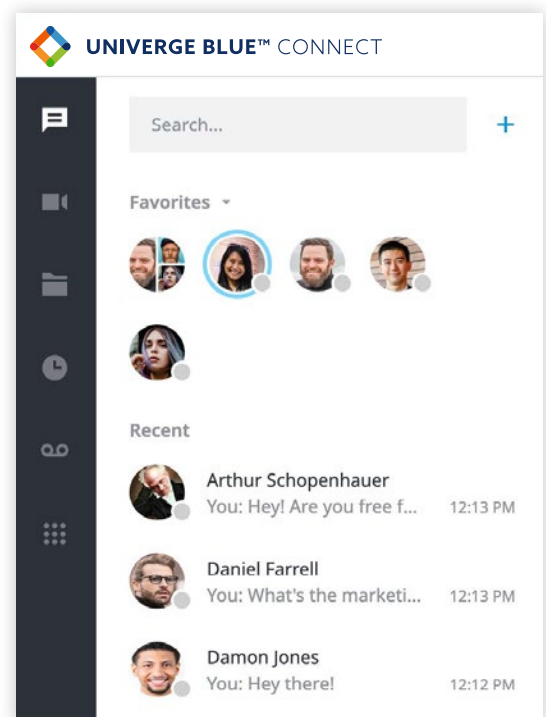 UNIVERGE BLUE™ CONNECT
Search...
Favorites
Recent
Arthur Schopenhauer
You: Hey! Are you free f... 12:13 PM
Daniel Farrell
You: What's the marketi... 12:13 PM
Damon Jones
You: Hey there! 12:12 PM